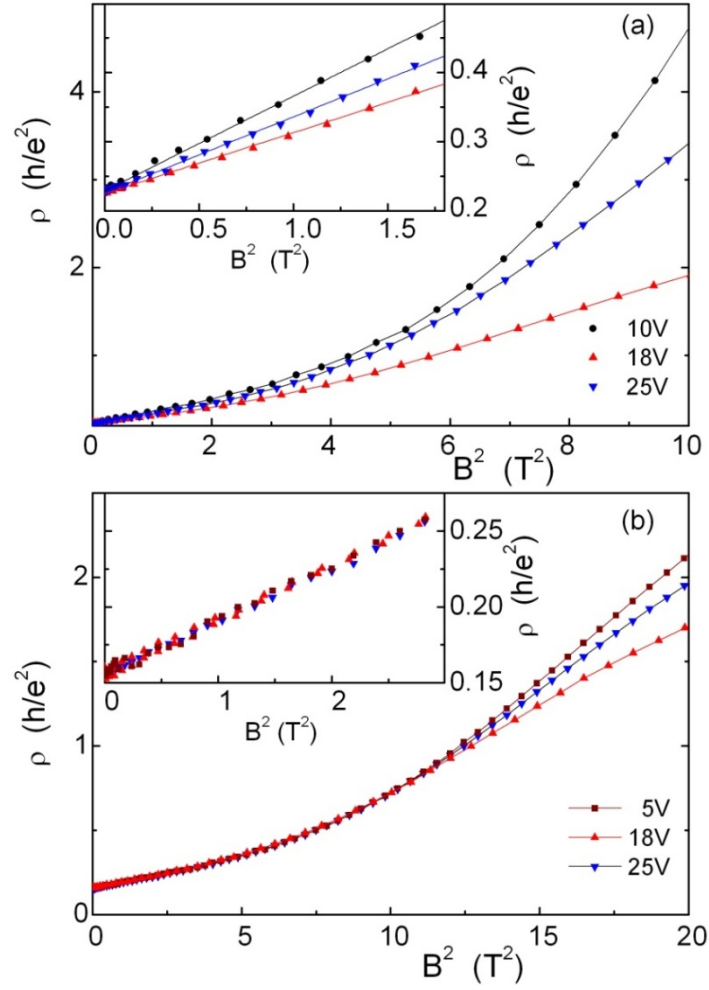 (a)
ρ (h/e²)
4
2
B² (T²)
0 2 4 6 8 10
10V
18V
25V
ρ (h/e²)
0.4
0.3
0.2
0.0 0.5 1.0 1.5
B² (T²)
(b)
ρ (h/e²)
2
1
0
B² (T²)
0 5 10 15 20
5V
18V
25V
ρ (h/e²)
0.25
0.20
0.15
0 1 2
B² (T²)